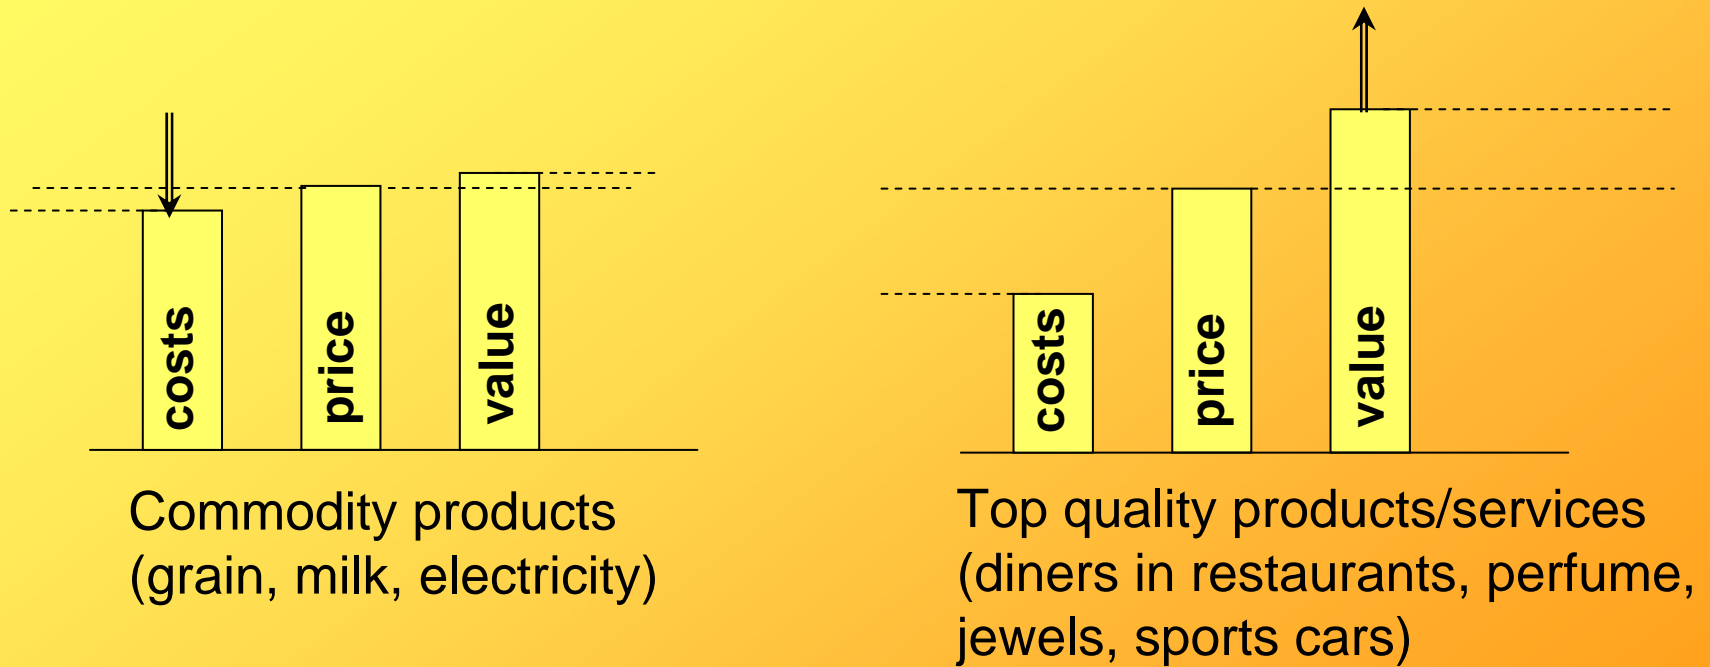 costs
price
value
Commodity products
(grain, milk, electricity)
costs
price
value
Top quality products/services
(diners in restaurants, perfume,
jewels, sports cars)